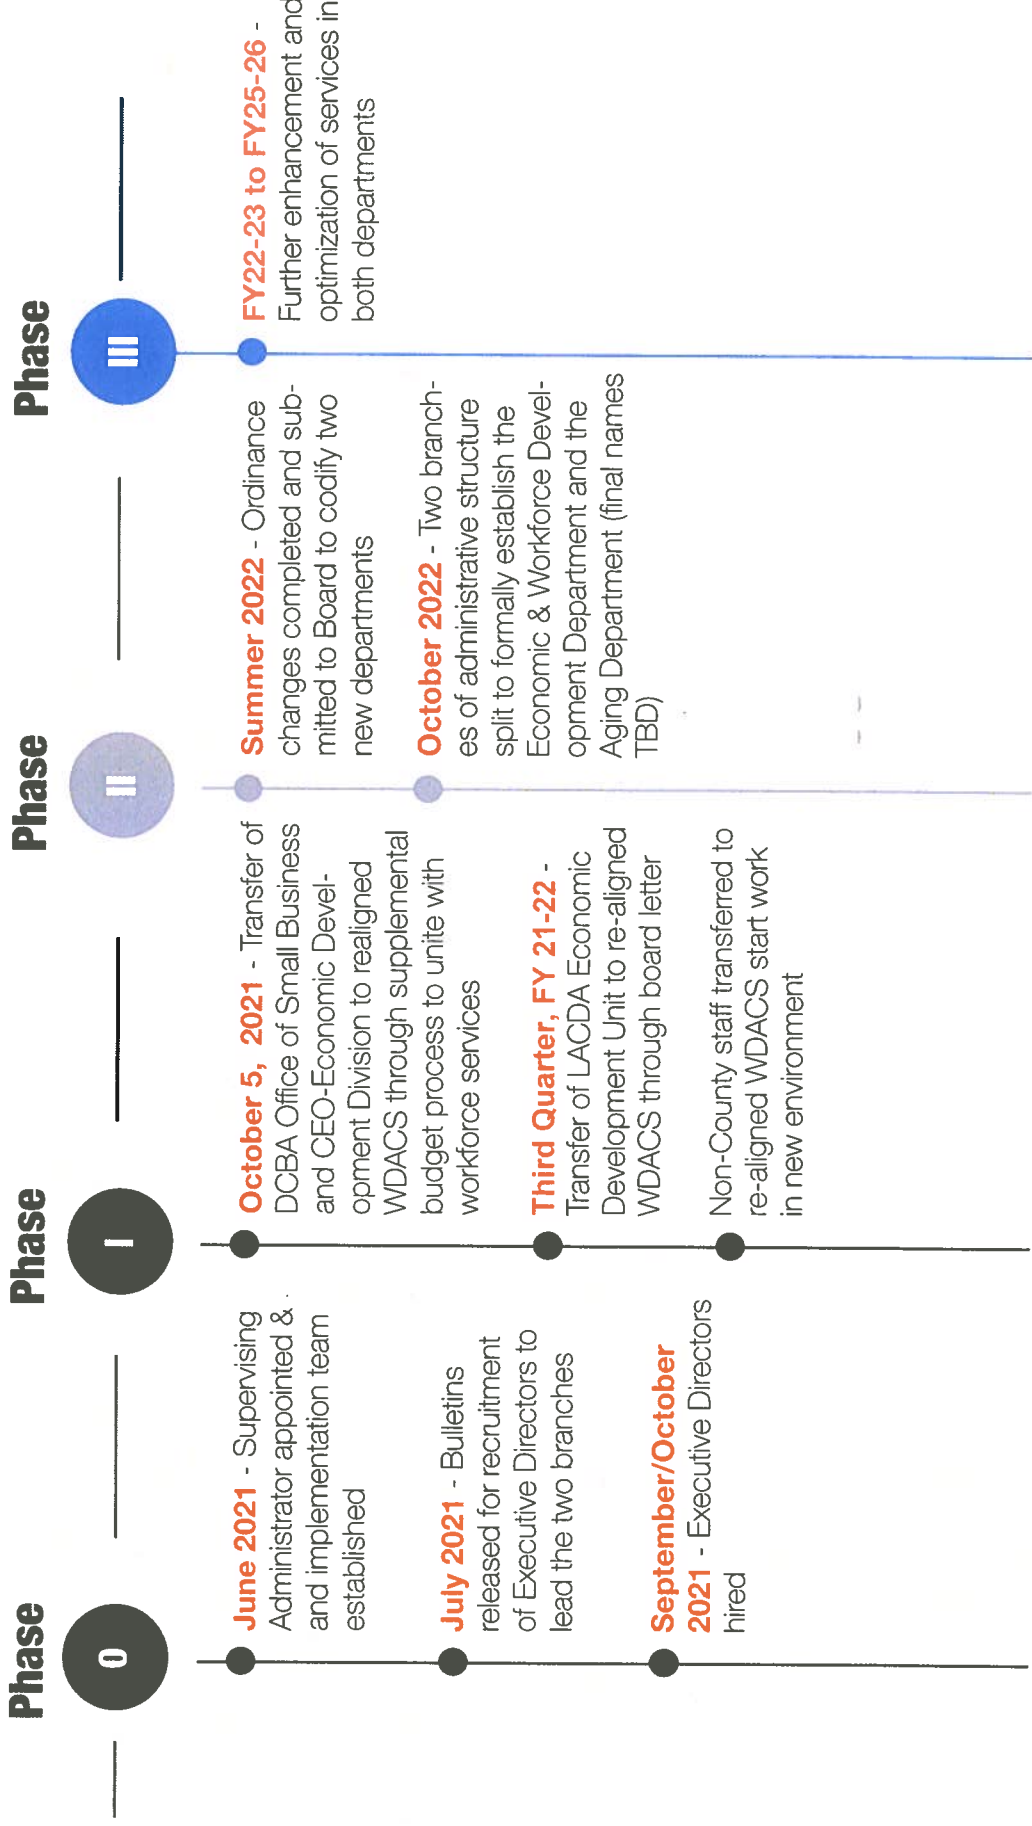 Phase
0
June 2021 - Supervising
Administrator appointed &
and implementation team
established
July 2021 - Bulletins
released for recruitment
of Executive Directors to
lead the two branches
September/October
2021 - Executive Directors
hired
Phase
I
October 5, 2021 - Transfer of
DCBA Office of Small Business
and CEO-Economic Devel-
opment Division to realigned
WDACS through supplemental
budget process to unite with
workforce services
Third Quarter, FY 21-22 -
Transfer of LACDA Economic
Development Unit to re-aligned
WDACS through board letter
Non-County staff transferred to
re-aligned WDACS start work
in new environment
Phase
II
Summer 2022 - Ordinance
changes completed and sub-
mitted to Board to codify two
new departments
October 2022 - Two branch-
es of administrative structure
split to formally establish the
Economic & Workforce Devel-
opment Department and the
Aging Department (final names
TBD)
Phase
III
FY22-23 to FY25-26 -
Further enhancement and
optimization of services in
both departments